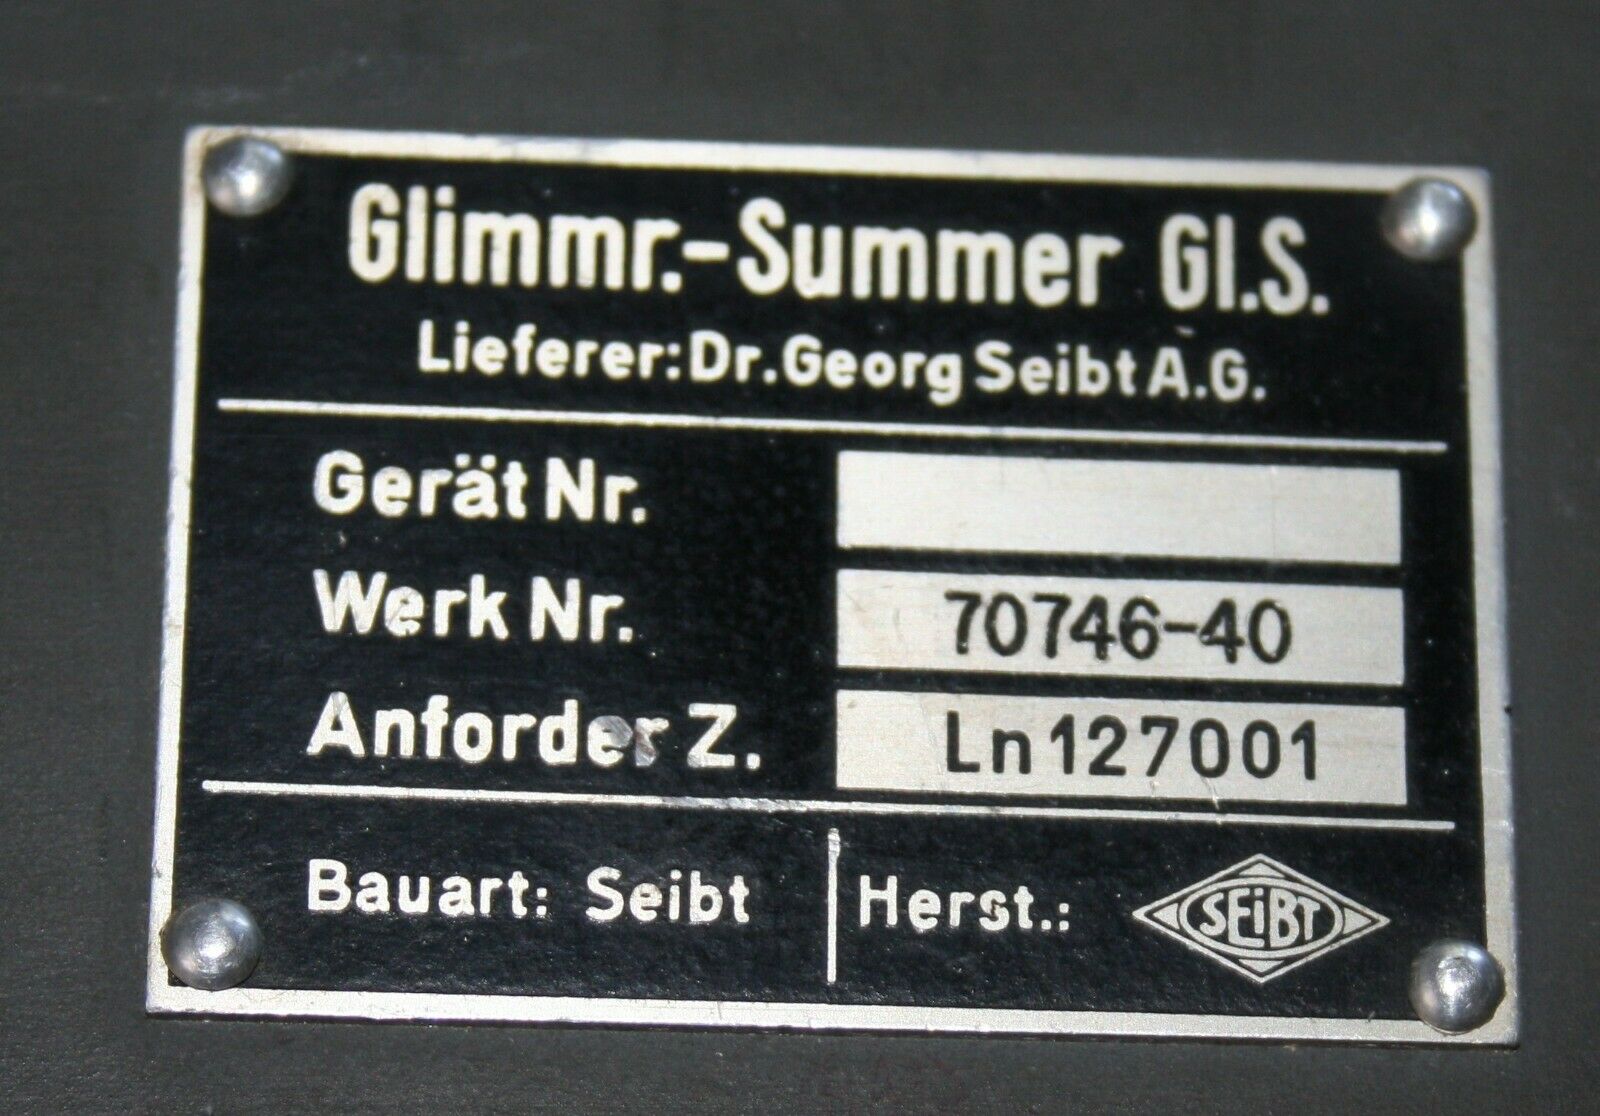 Glimmr.-Summer Gl.S.
Lieferer: Dr. Georg Seibt A.G.
Gerät Nr.
Werk Nr. 70746-40
Anforder Z. Ln 127001
Bauart: Seibt Herst.: SEiBT